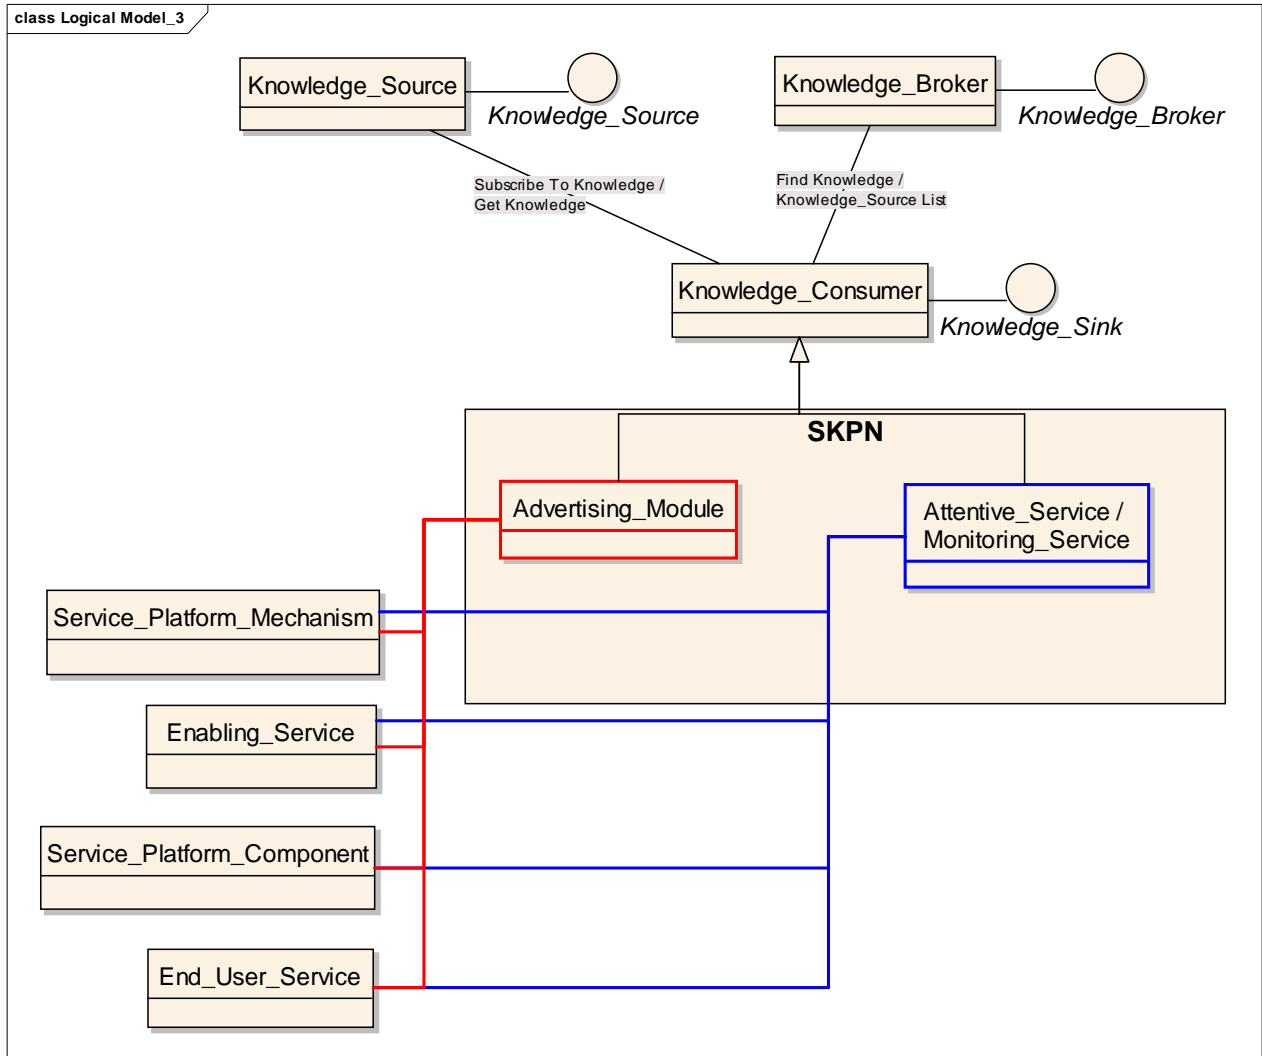 class Logical Model_3
Knowledge_Source
Knowledge_Source
Knowledge_Broker
Knowledge_Broker
Subscribe To Knowledge /
Get Knowledge
Find Knowledge /
Knowledge_Source List
Knowledge_Consumer
Knowledge_Sink
SKPN
Advertising_Module
Attentive_Service /
Monitoring_Service
Service_Platform_Mechanism
Enabling_Service
Service_Platform_Component
End_User_Service